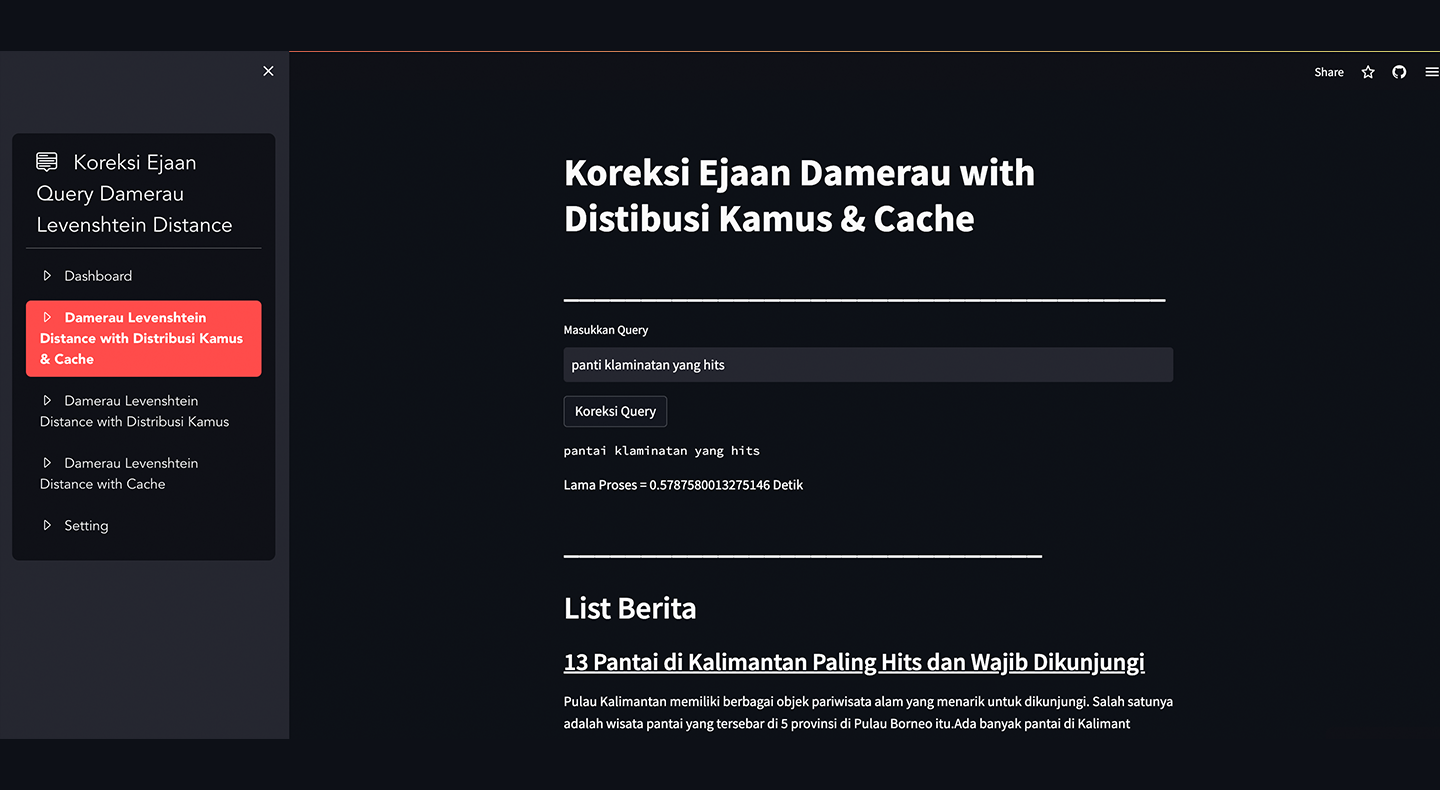 Koreksi Ejaan
Query Damerau
Levenshtein Distance
Dashboard
Damerau Levenshtein
Distance with Distribusi Kamus
& Cache
Damerau Levenshtein
Distance with Distribusi Kamus
Damerau Levenshtein
Distance with Cache
Setting
Share
Koreksi Ejaan Damerau with
Distibusi Kamus & Cache
Masukkan Query
panti klaminatan yang hits
Koreksi Query
pantai klaminatan yang hits
Lama Proses = 0.5787580013275146 Detik
List Berita
13 Pantai di Kalimantan Paling Hits dan Wajib Dikunjungi
Pulau Kalimantan memiliki berbagai objek pariwisata alam yang menarik untuk dikunjungi. Salah satunya
adalah wisata pantai yang tersebar di 5 provinsi di Pulau Borneo itu.Ada banyak pantai di Kalimant